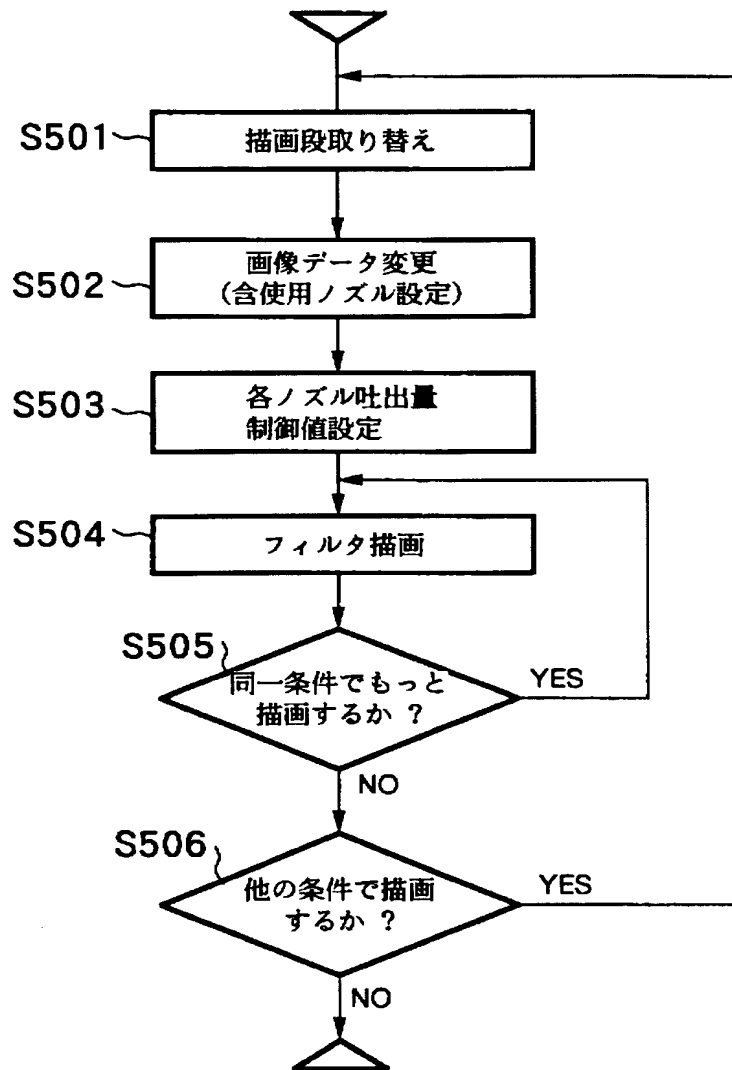 S501
描画段取り替え
S502
画像データ変更
（含使用ノズル設定）
S503
各ノズル吐出量
制御値設定
S504
フィルタ描画
S505
同一条件でもっと
描画するか ？
YES
NO
S506
他の条件で描画
するか ？
YES
NO